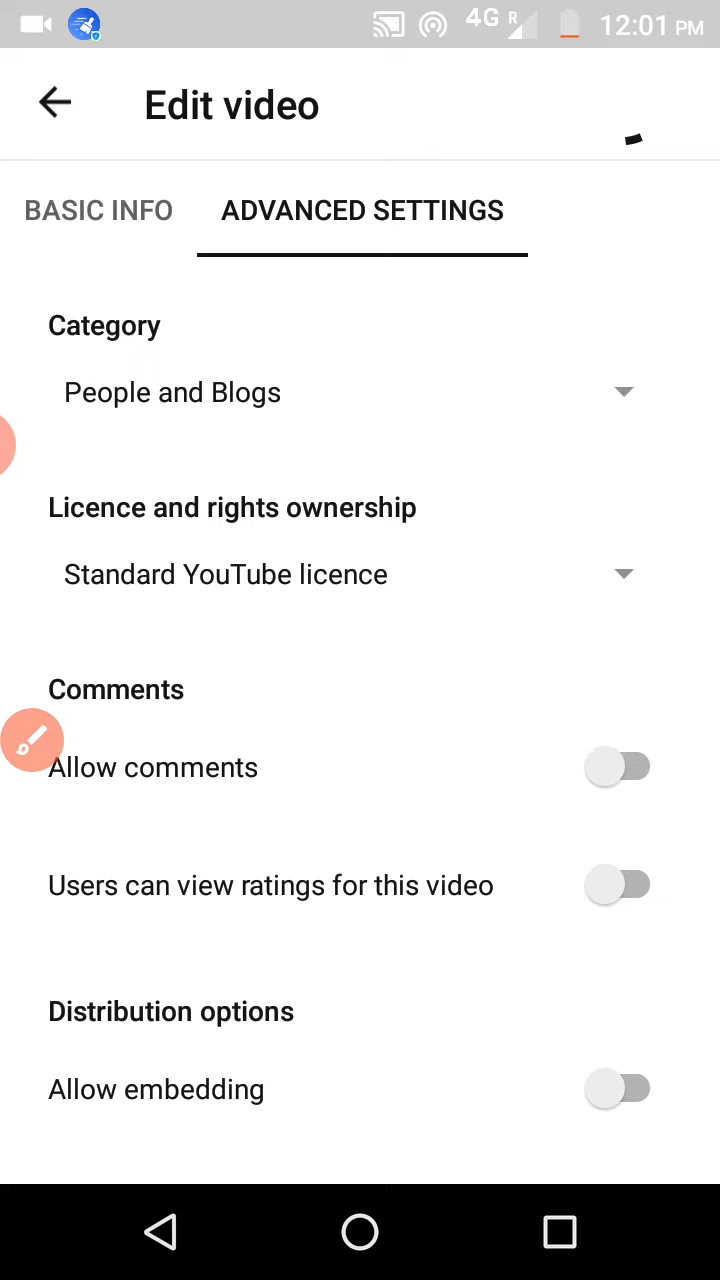 4G R 12:01 PM
Edit video
BASIC INFO ADVANCED SETTINGS
Category
People and Blogs
Licence and rights ownership
Standard YouTube licence
Comments
Allow comments
Users can view ratings for this video
Distribution options
Allow embedding